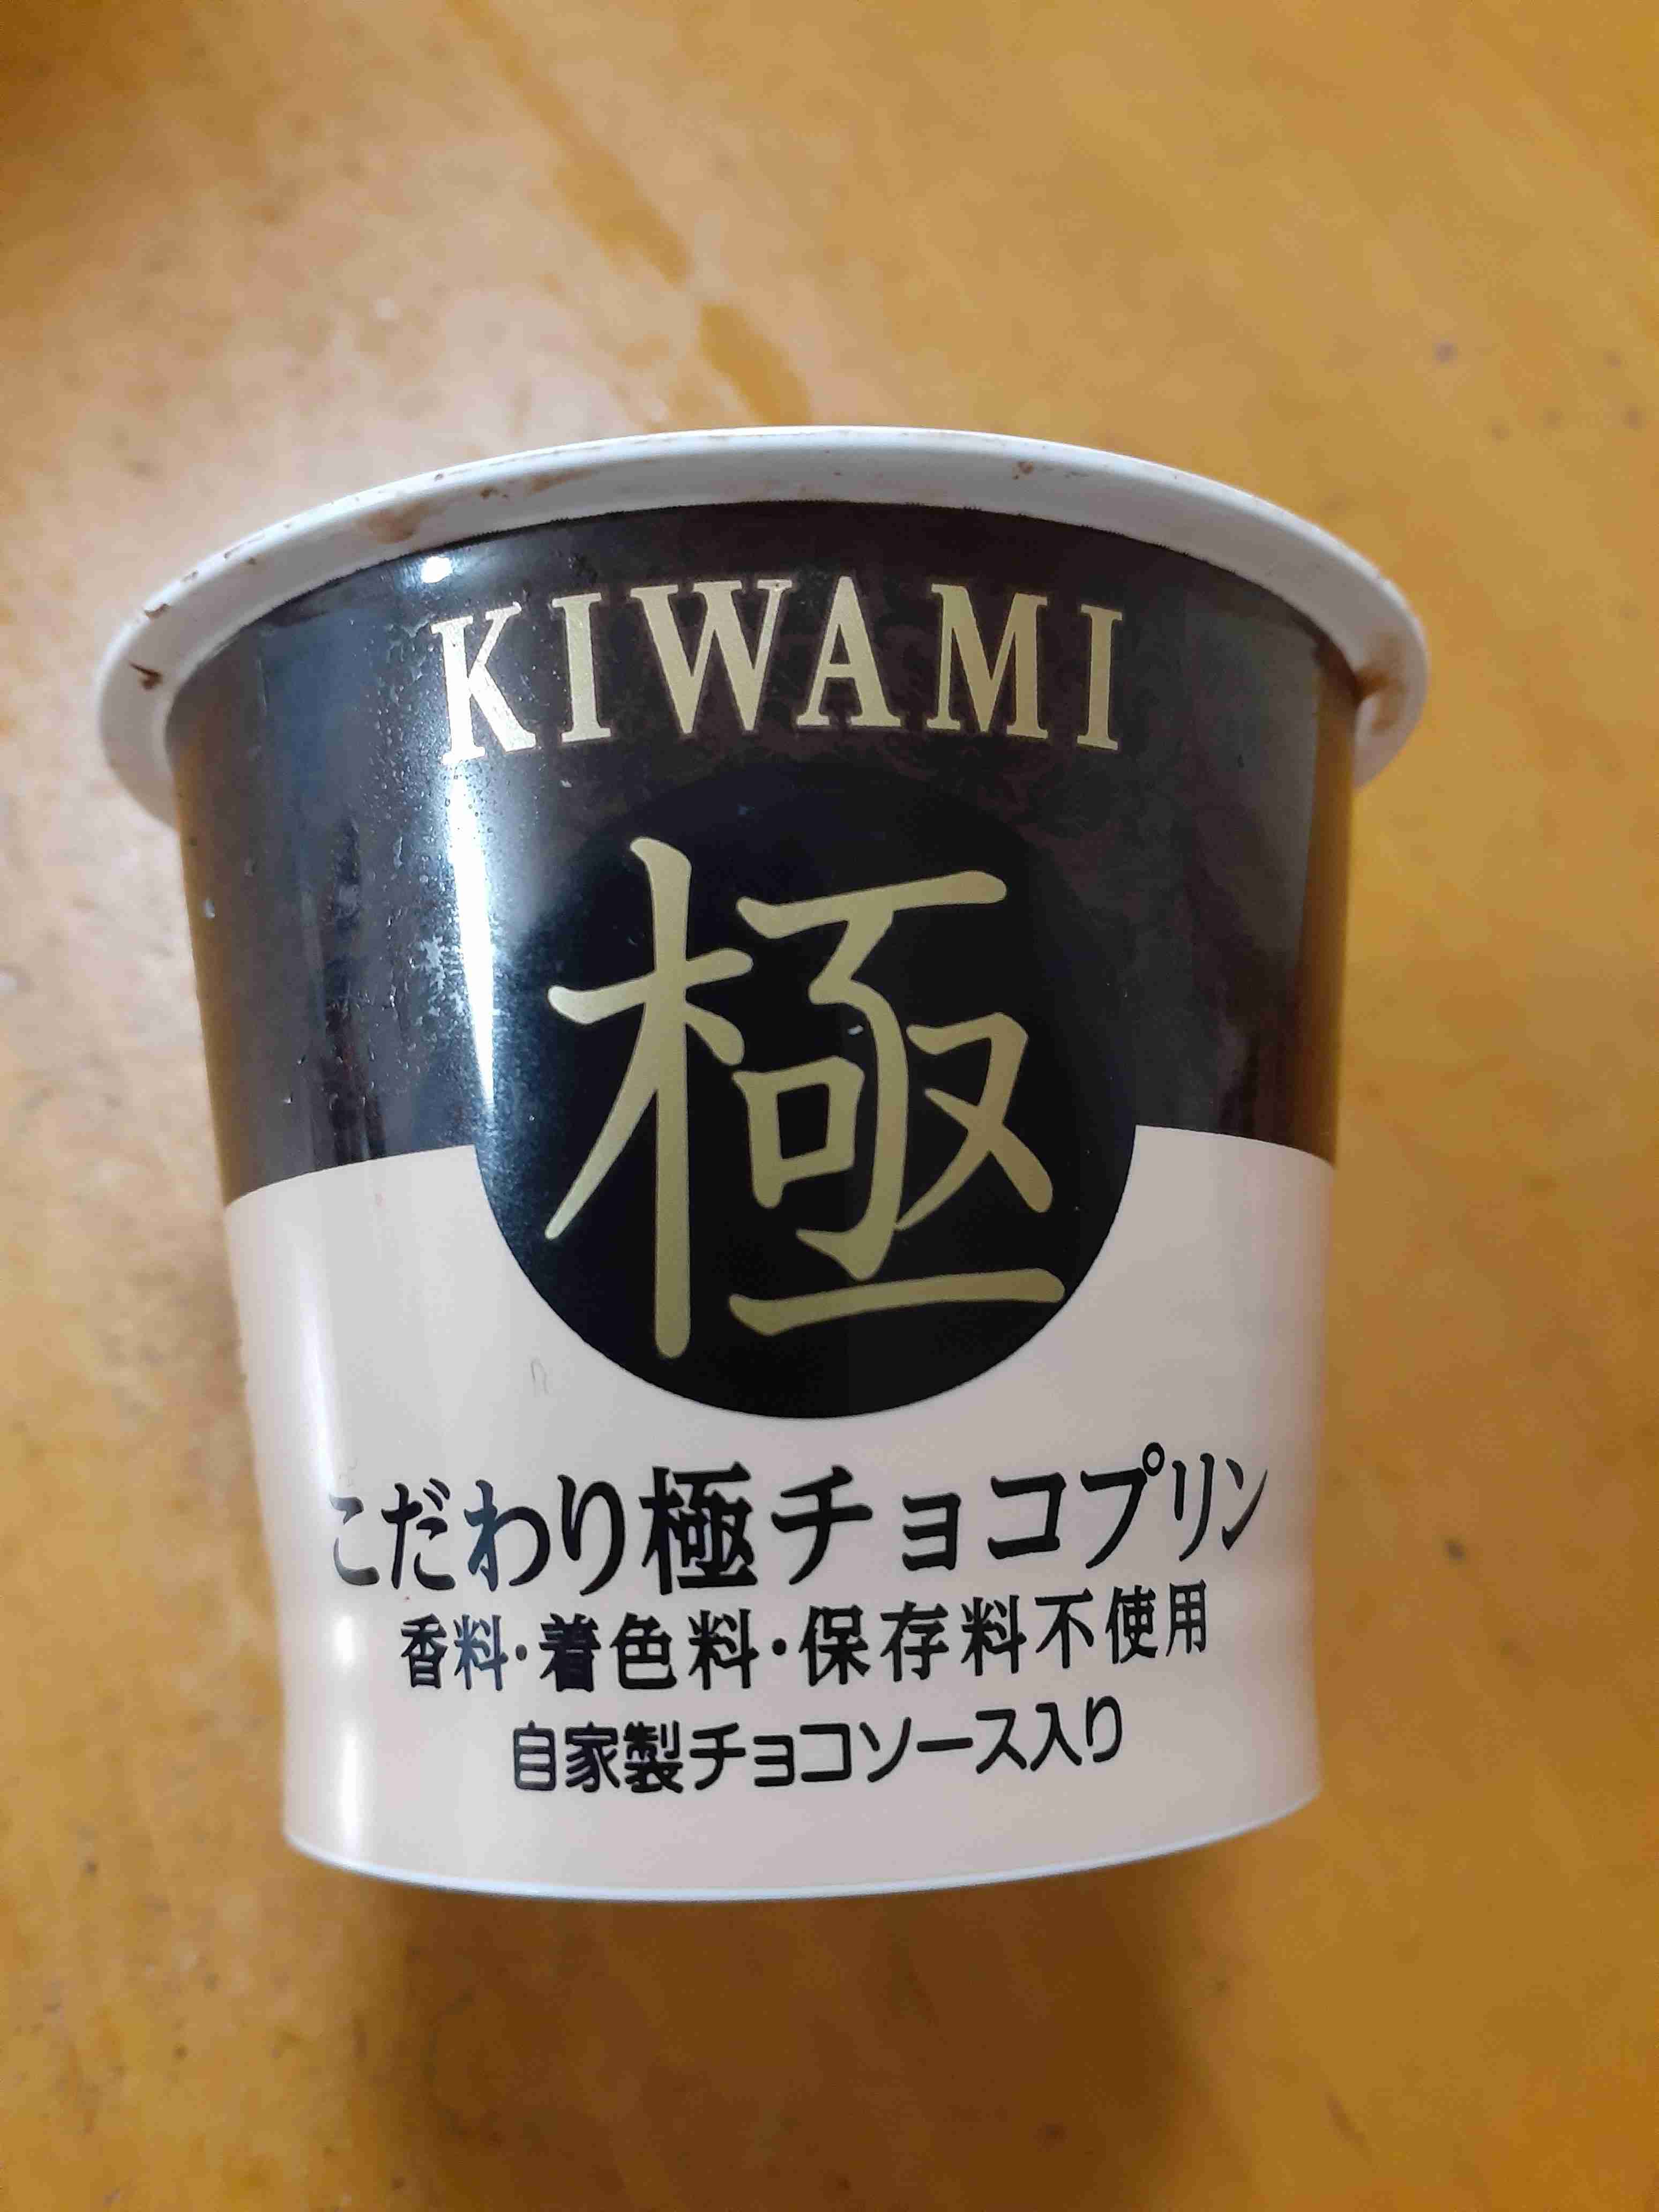 KIWAMI
極
こだわり極チョコプリン
香料・着色料・保存料不使用
自家製チョコソース入り